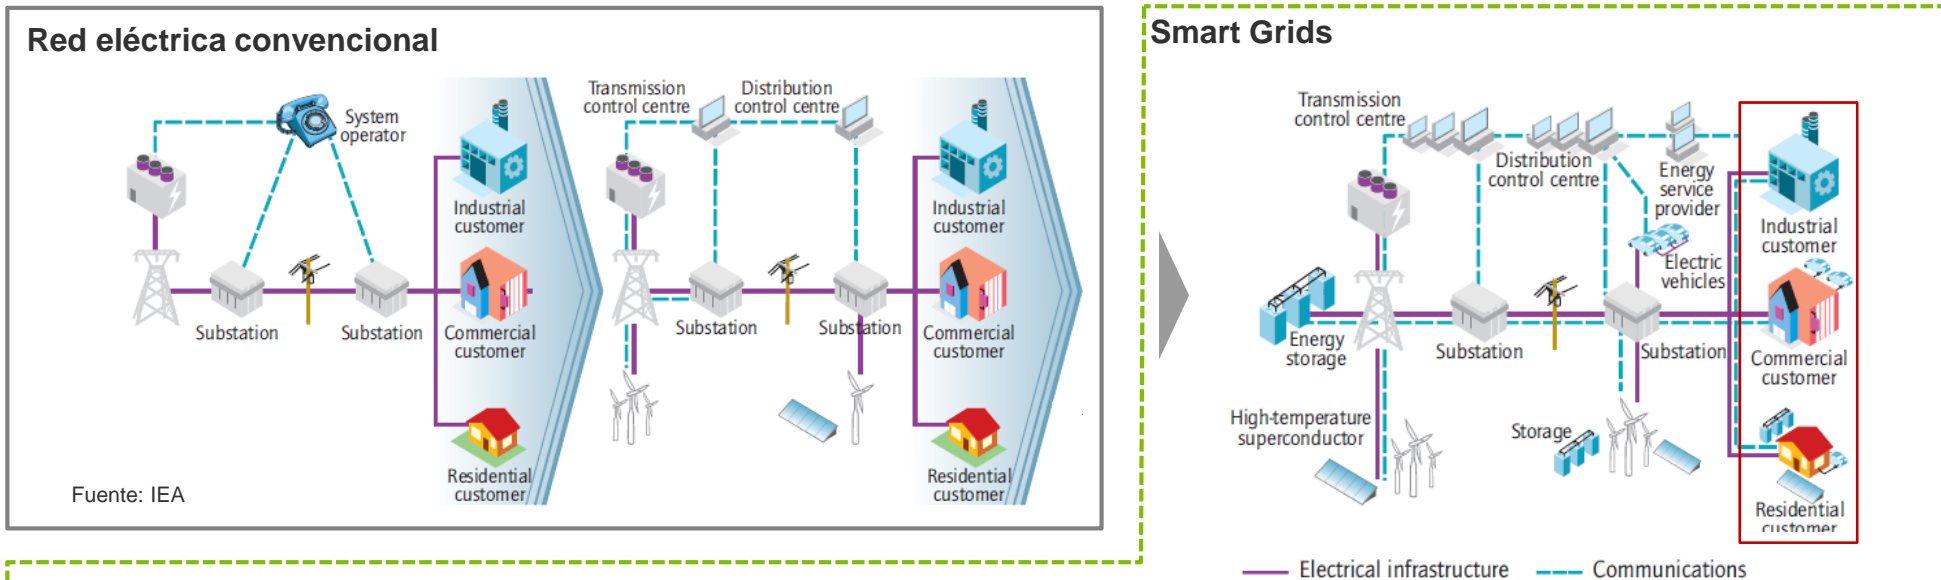 Red eléctrica convencional
System
operator
Industrial
customer
Substation
Substation
Commercial
customer
Residential
customer
Fuente: IEA
Transmission
control centre
Distribution
control centre
Industrial
customer
Substation
Substation
Commercial
customer
Residential
customer
Smart Grids
Transmission
control centre
Distribution
control centre
Energy
service
provider
Industrial
customer
Electric
vehicles
Energy
storage
Substation
Substation
Commercial
customer
High-temperature
superconductor
Storage
Residential
customer
Electrical infrastructure
Communications